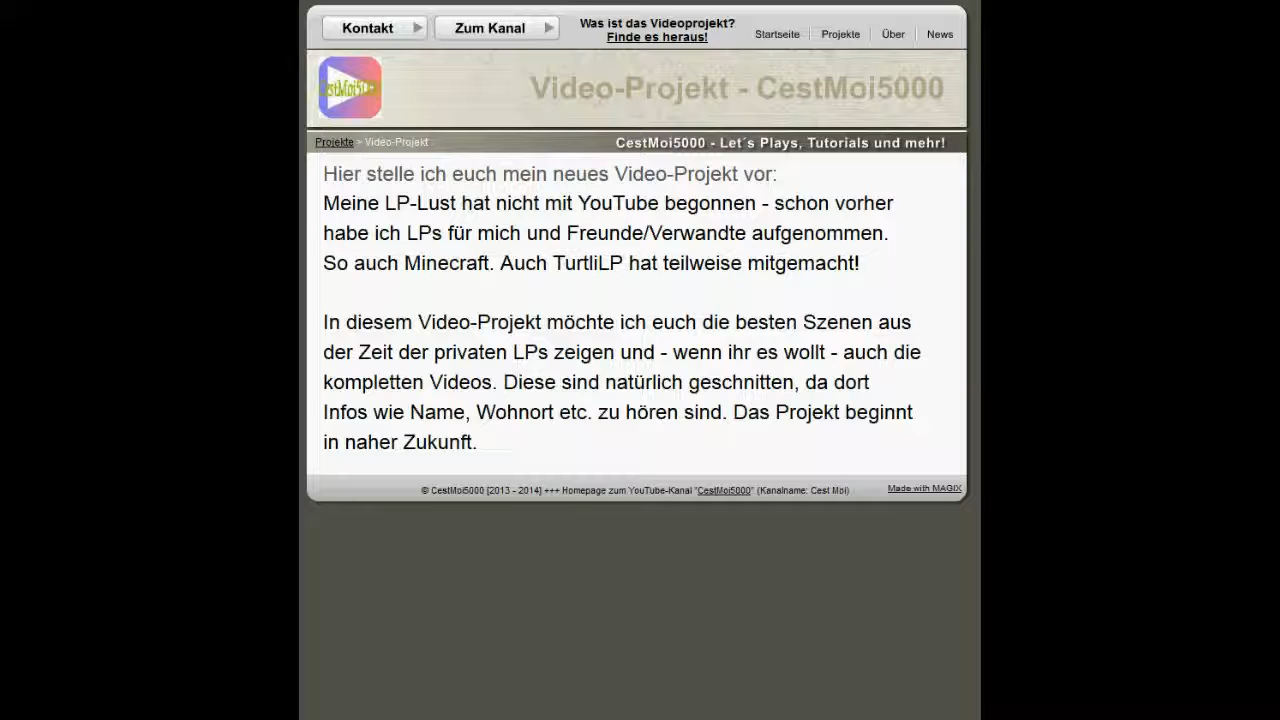 Kontakt
Zum Kanal
Was ist das Videoprojekt?
Finde es heraus!
Startseite
Projekte
Über
News
CestMoi5000
Video-Projekt - CestMoi5000
Projekte > Video-Projekt
CestMoi5000 - Let´s Plays, Tutorials und mehr!
Hier stelle ich euch mein neues Video-Projekt vor:
Meine LP-Lust hat nicht mit YouTube begonnen - schon vorher
habe ich LPs für mich und Freunde/Verwandte aufgenommen.
So auch Minecraft. Auch TurtliLP hat teilweise mitgemacht!
In diesem Video-Projekt möchte ich euch die besten Szenen aus
der Zeit der privaten LPs zeigen und - wenn ihr es wollt - auch die
kompletten Videos. Diese sind natürlich geschnitten, da dort
Infos wie Name, Wohnort etc. zu hören sind. Das Projekt beginnt
in naher Zukunft.
© CestMoi5000 [2013 - 2014] +++ Homepage zum YouTube-Kanal "CestMoi5000" (Kanalname: Cest Moi)
Made with MAGIX